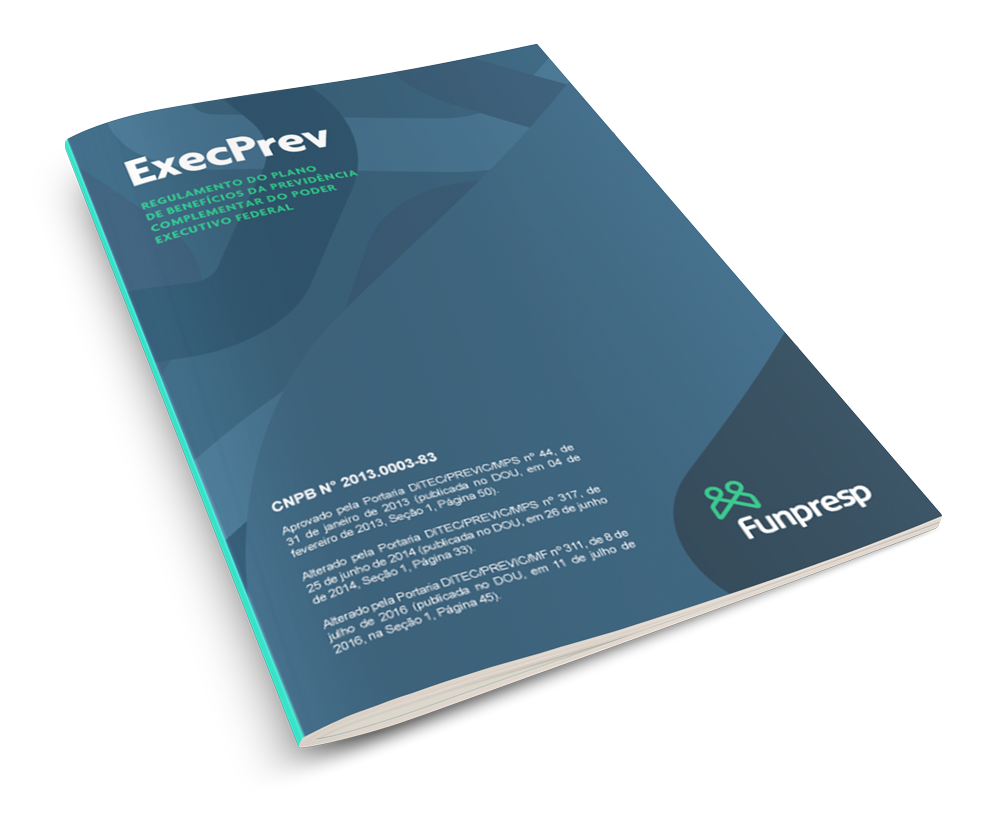 ExecPrev
REGULAMENTO DO PLANO
DE BENEFÍCIOS DA PREVIDÊNCIA
COMPLEMENTAR DO PODER
EXECUTIVO FEDERAL
CNPB N° 2013.0003-83
Aprovado pela Portaria DITEC/PREVIC/MPS nº 44, de
31 de janeiro de 2013 (publicada no DOU, em 04 de
fevereiro de 2013, Seção 1, Página 50).
Alterado pela Portaria DITEC/PREVIC/MPS nº 317, de
25 de junho de 2014 (publicada no DOU, em 26 de junho
de 2014, Seção 1, Página 33).
Alterado pela Portaria DITEC/PREVIC/MF nº 311, de 8 de
julho de 2016 (publicada no DOU, em 11 de julho de
2016, na Seção 1, Página 45).
Funpresp